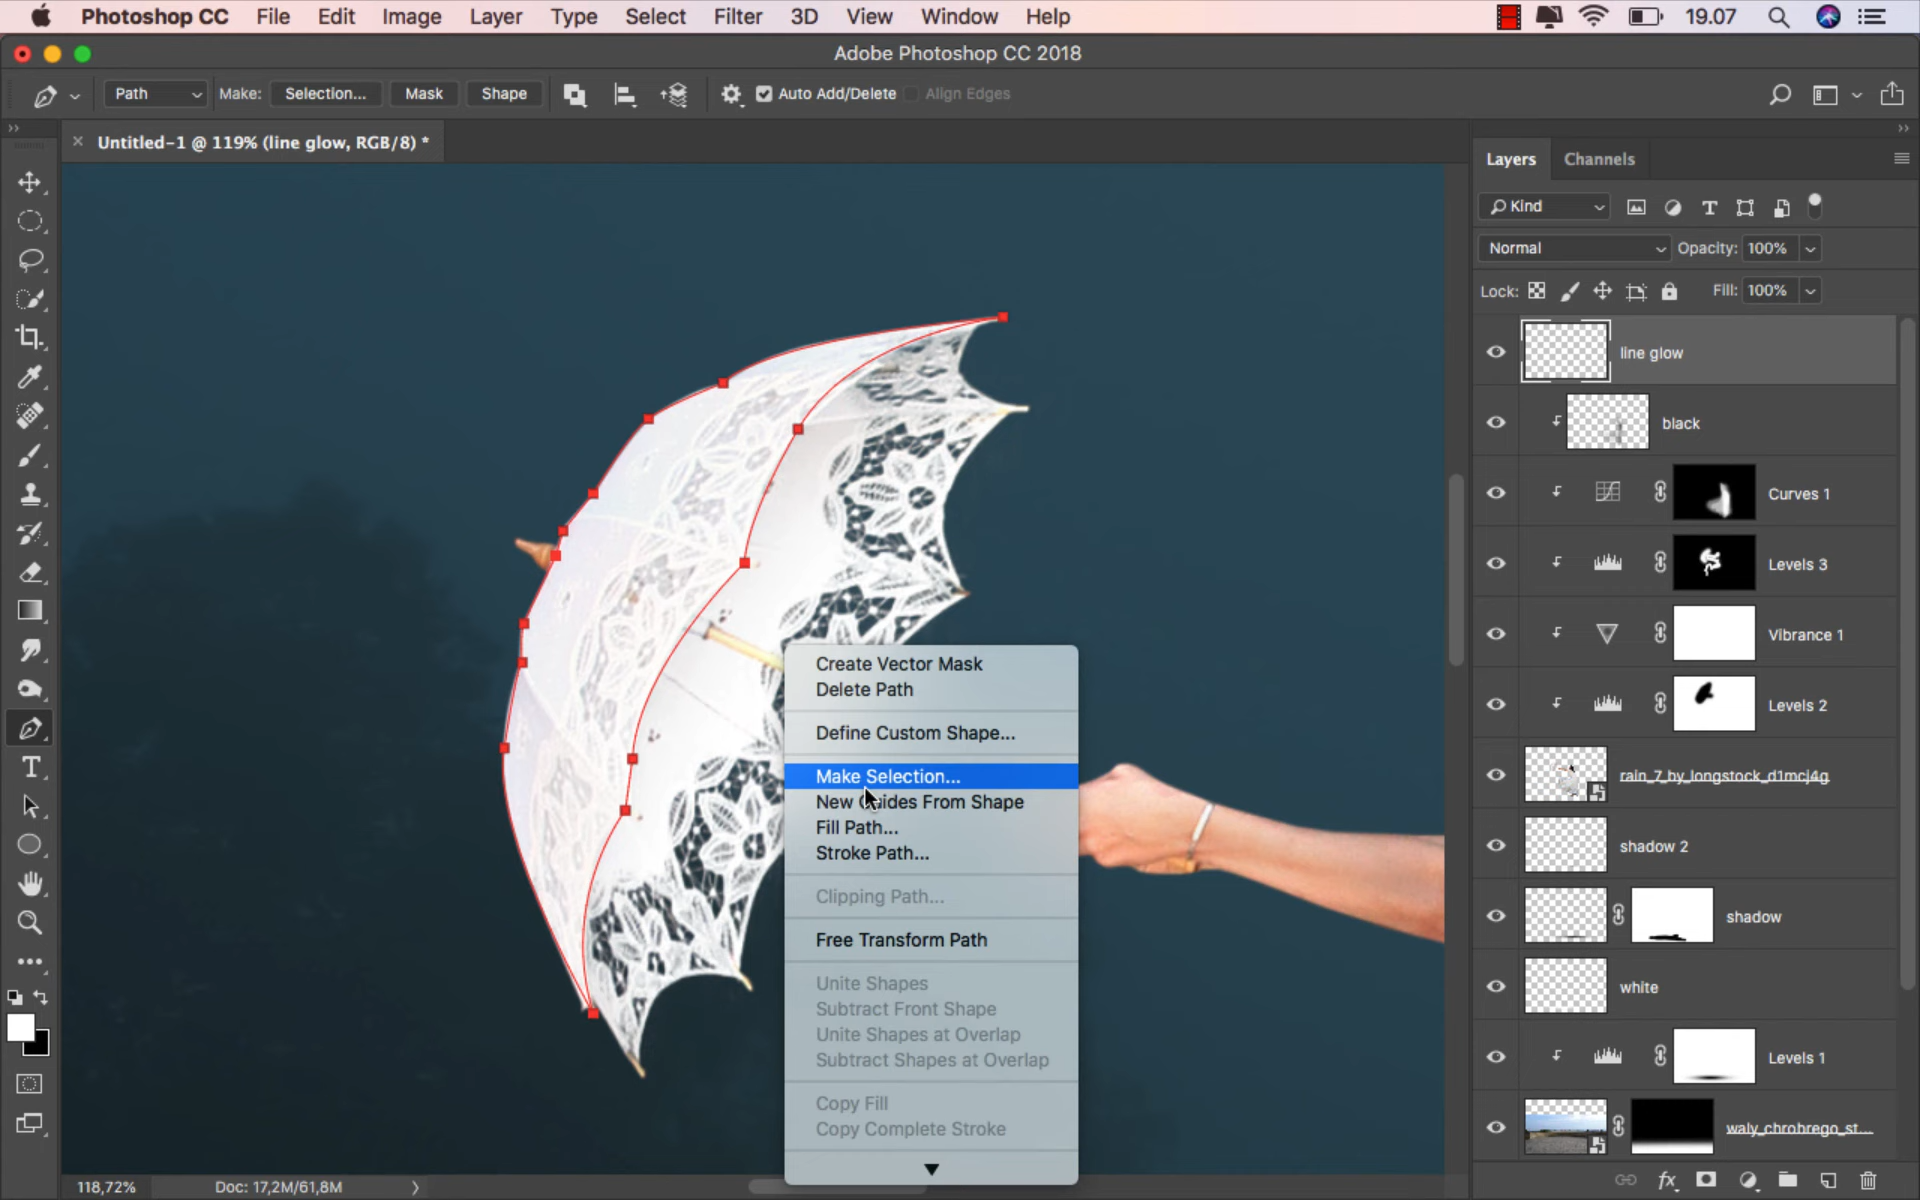 Photoshop CC File Edit Image Layer Type Select Filter 3D View Window Help 19.07
Adobe Photoshop CC 2018
Path Make: Selection... Mask Shape Auto Add/Delete Align Edges
Untitled-1 @ 119% (line glow, RGB/8) *
Layers Channels
Kind
Normal Opacity: 100%
Lock: Fill: 100%
line glow
black
Curves 1
Levels 3
Vibrance 1
Levels 2
rain_7_by_longstock_d1mcj4g
shadow 2
shadow
white
Levels 1
waly_chrobrego_st...
Create Vector Mask
Delete Path
Define Custom Shape...
Make Selection...
New Guides From Shape
Fill Path...
Stroke Path...
Clipping Path...
Free Transform Path
Unite Shapes
Subtract Front Shape
Unite Shapes at Overlap
Subtract Shapes at Overlap
Copy Fill
Copy Complete Stroke
118,72% Doc: 17,2M/61,8M